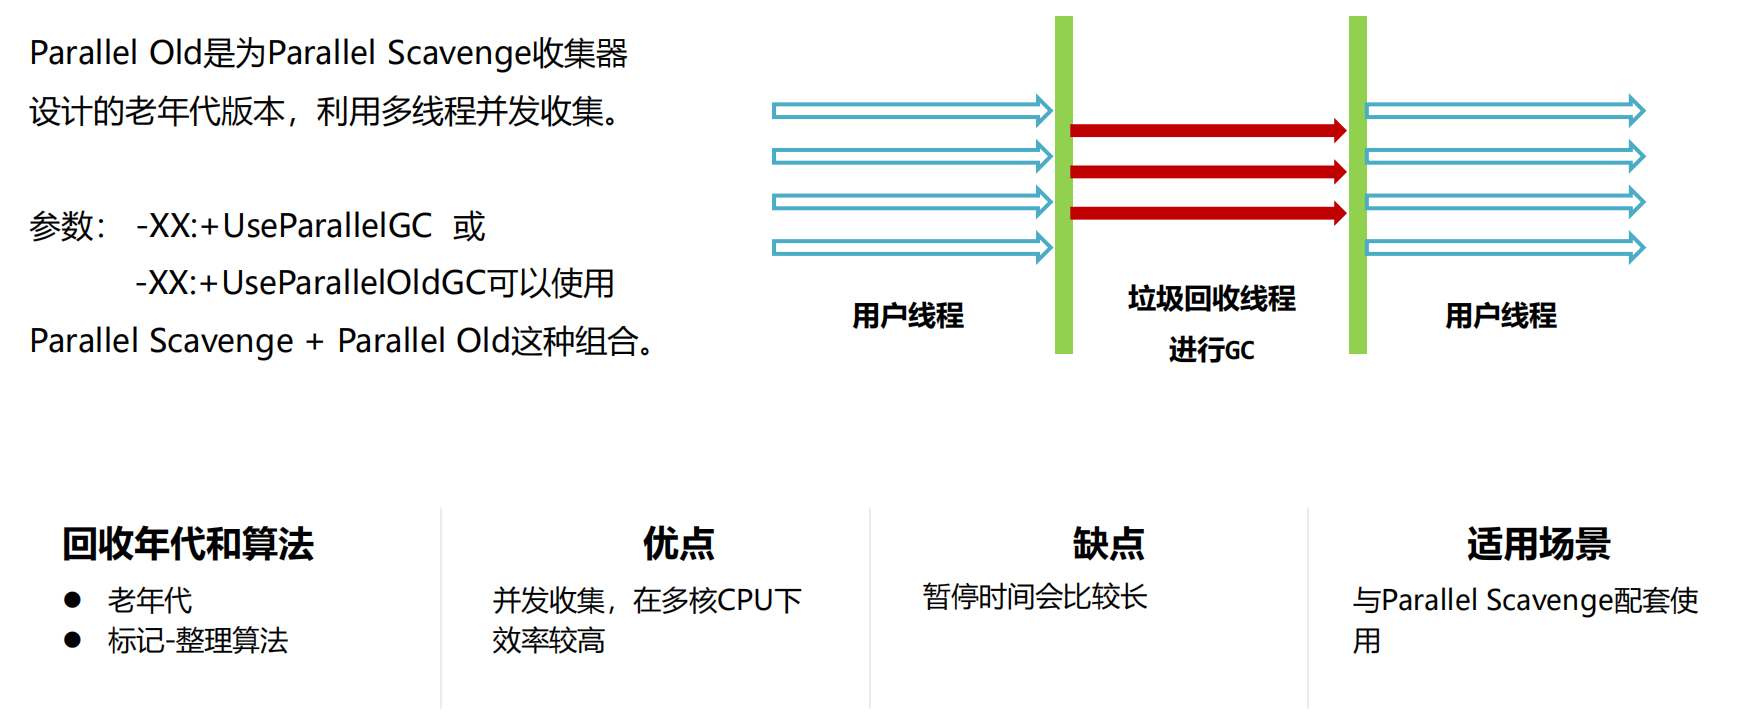 Parallel Old是为Parallel Scavenge收集器
设计的老年代版本，利用多线程并发收集。
参数： -XX:+UseParallelGC 或
-XX:+UseParallelOldGC可以使用
Parallel Scavenge + Parallel Old这种组合。
用户线程
垃圾回收线程
进行GC
用户线程
回收年代和算法
● 老年代
● 标记-整理算法
优点
并发收集，在多核CPU下
效率较高
缺点
暂停时间会比较长
适用场景
与Parallel Scavenge配套使
用